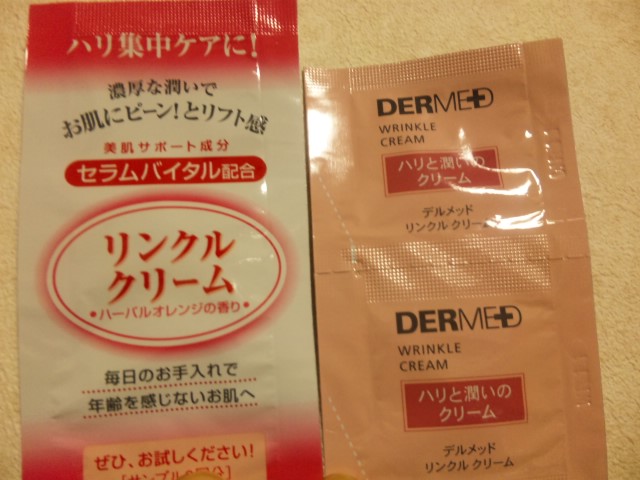 ハリ集中ケアに!
濃厚な潤いで
お肌にピーン!とリフト感
美肌サポート成分
セラムバイタル配合
リンクル
クリーム
・ハーバルオレンジの香り・
毎日のお手入れで
年齢を感じないお肌へ
ぜひ、お試しください!
DERMED
WRINKLE
CREAM
ハリと潤いの
クリーム
デルメッド
リンクル クリーム
DERMED
WRINKLE
CREAM
ハリと潤いの
クリーム
デルメッド
リンクル クリーム